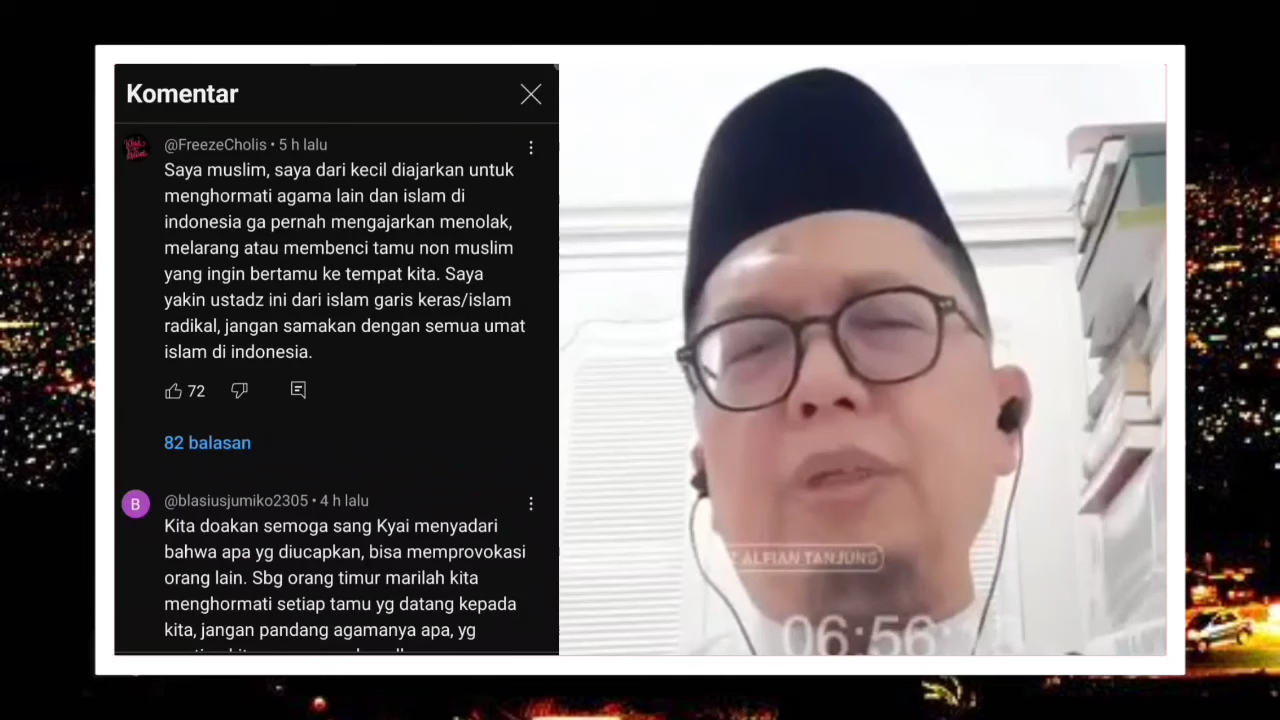 Komentar
@FreezeCholis • 5 h lalu
Saya muslim, saya dari kecil diajarkan untuk
menghormati agama lain dan islam di
indonesia ga pernah mengajarkan menolak,
melarang atau membenci tamu non muslim
yang ingin bertamu ke tempat kita. Saya
yakin ustadz ini dari islam garis keras/islam
radikal, jangan samakan dengan semua umat
islam di indonesia.
72
82 balasan
B
@blasiusjumiko2305 • 4 h lalu
Kita doakan semoga sang Kyai menyadari
bahwa apa yg diucapkan, bisa memprovokasi
orang lain. Sbg orang timur marilah kita
menghormati setiap tamu yg datang kepada
kita, jangan pandang agamanya apa, yg
ALFIAN TANJUNG
06:56